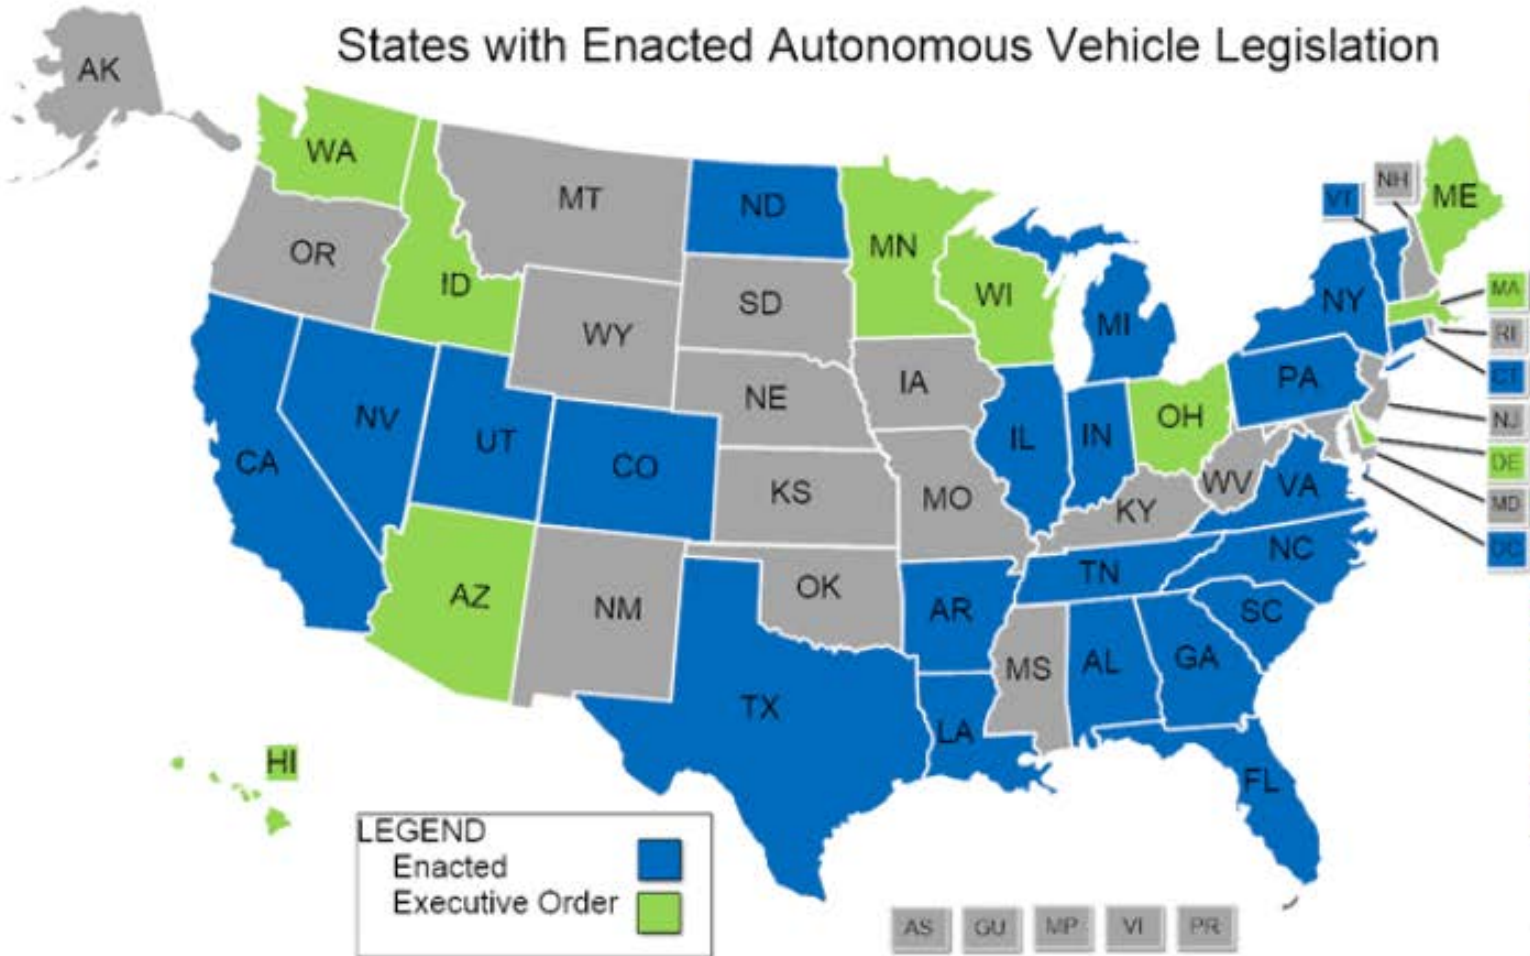 States with Enacted Autonomous Vehicle Legislation
AK
WA
MT
ND
MN
VT
NH
ME
OR
ID
SD
WI
MI
NY
MA
WY
RI
NE
IA
PA
CT
NV
UT
CO
IL
IN
OH
NJ
CA
KS
MO
KY
WV
VA
DE
MD
AZ
NM
OK
AR
TN
NC
DC
SC
TX
MS
AL
GA
LA
HI
FL
LEGEND
Enacted
Executive Order
AS GU MP VI PR